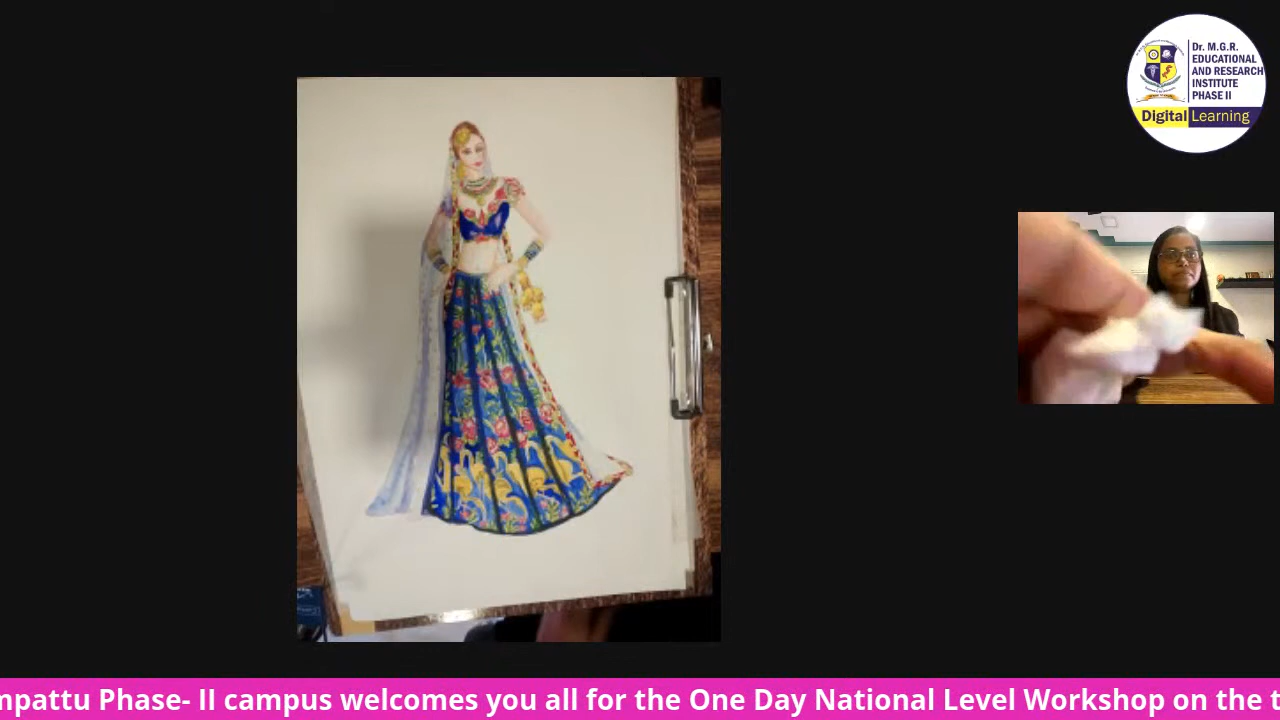 Dr. M.G.R.
EDUCATIONAL
AND RESEARCH
INSTITUTE
PHASE II
Digital Learning
mpattu Phase- II campus welcomes you all for the One Day National Level Workshop on the t